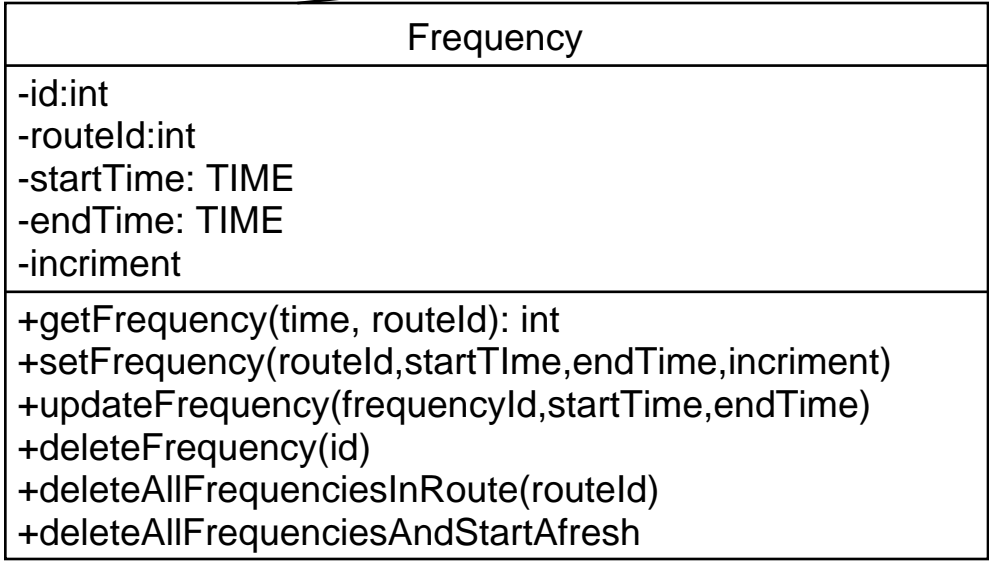 Frequency
-id:int
-routeId:int
-startTime: TIME
-endTime: TIME
-incriment
+getFrequency(time, routeId): int
+setFrequency(routeId,startTIme,endTime,incriment)
+updateFrequency(frequencyId,startTime,endTime)
+deleteFrequency(id)
+deleteAllFrequenciesInRoute(routeId)
+deleteAllFrequenciesAndStartAfresh